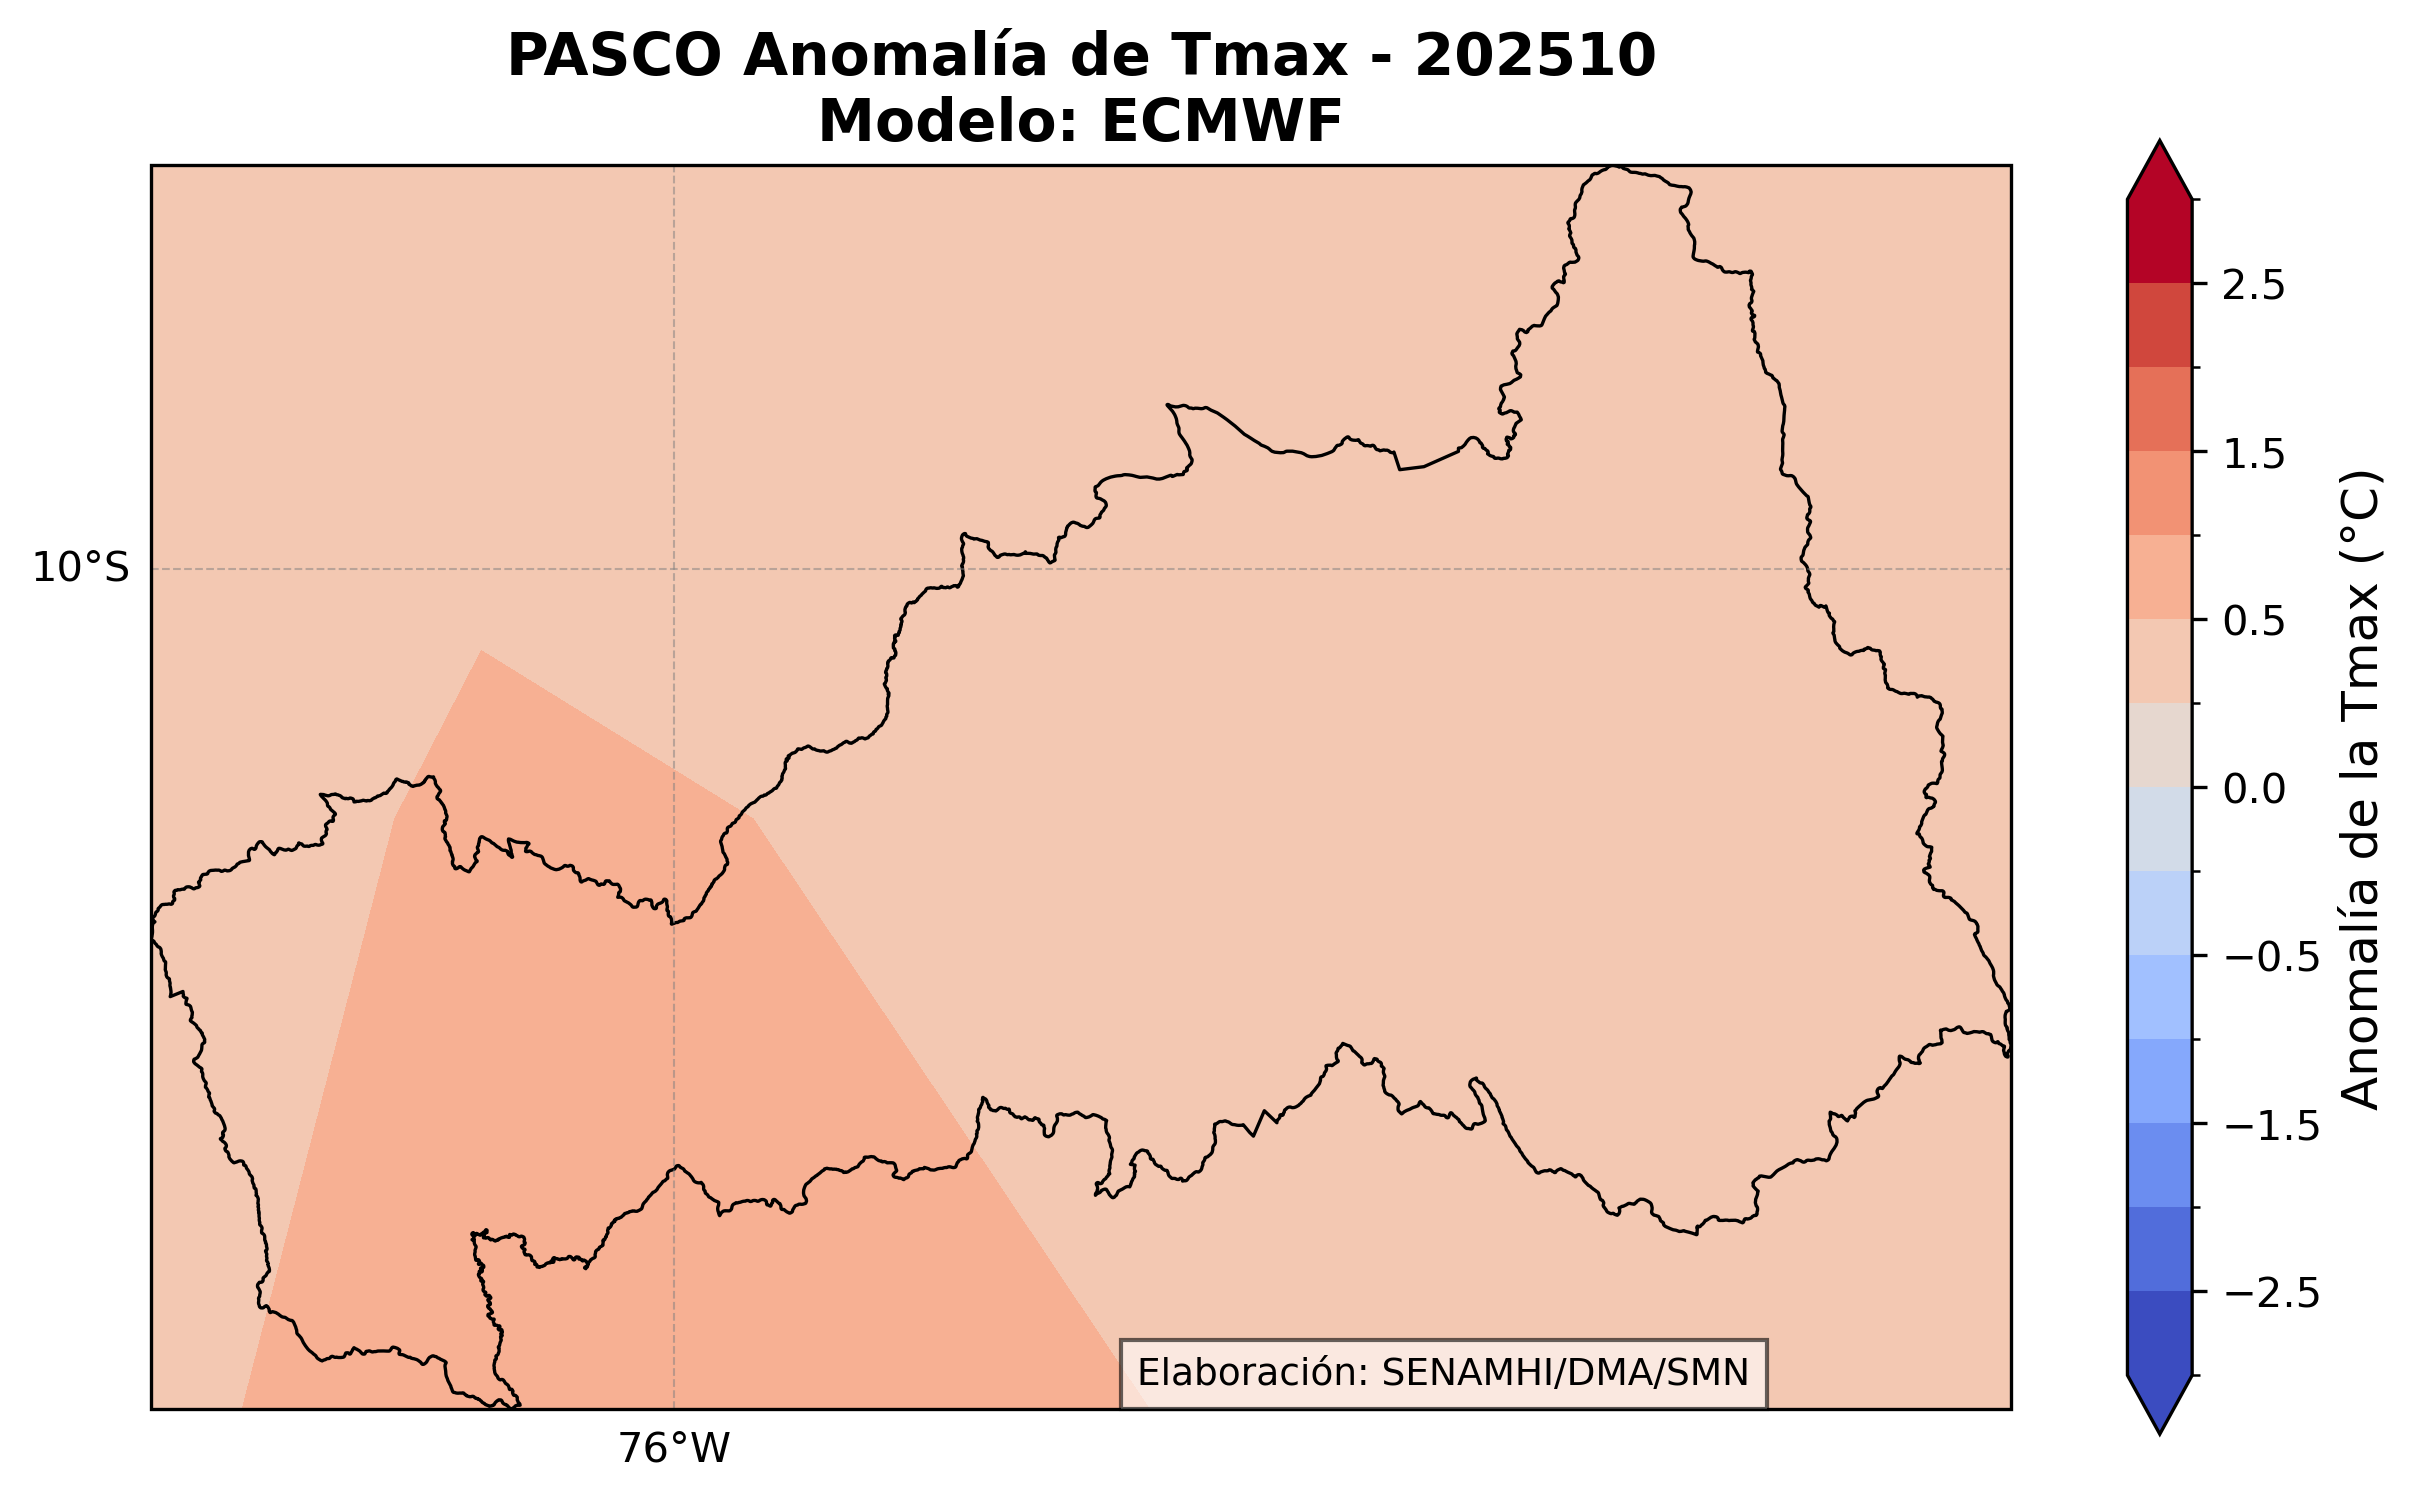 PASCO Anomalía de Tmax - 202510
Modelo: ECMWF
10°S
76°W
Elaboración: SENAMHI/DMA/SMN
2.5
1.5
0.5
0.0
−0.5
−1.5
−2.5
Anomalía de la Tmax (°C)